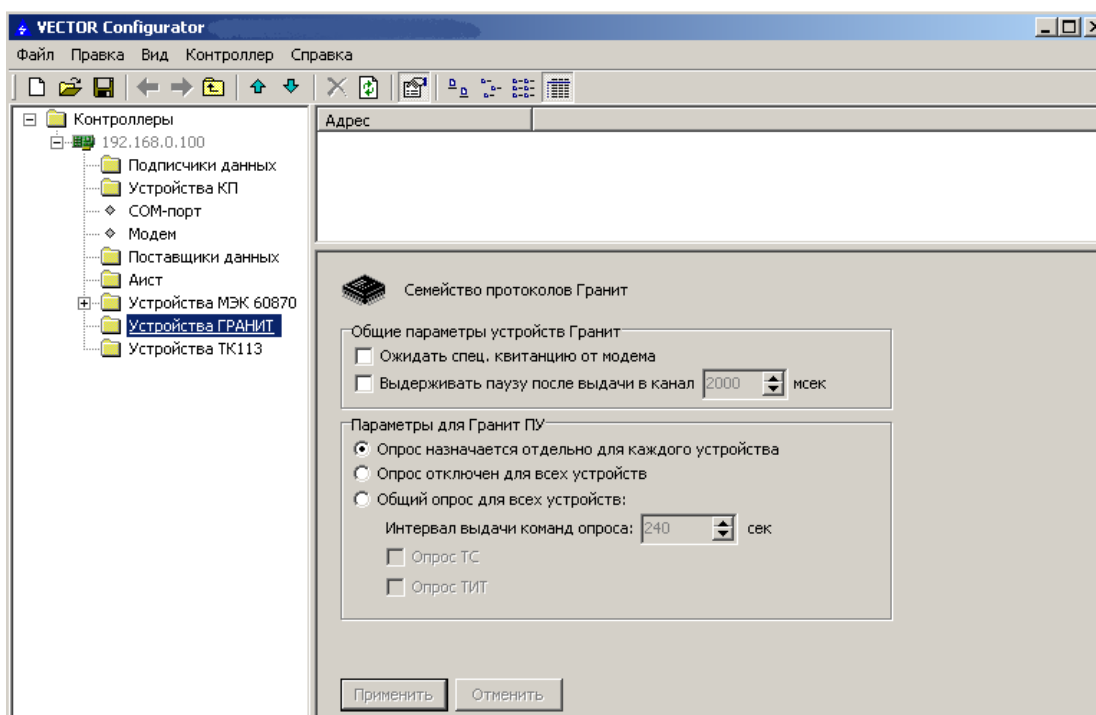 VECTOR Configurator
Файл Правка Вид Контроллер Справка
Контроллеры
192.168.0.100
Подписчики данных
Устройства КП
COM-порт
Модем
Поставщики данных
Аист
Устройства МЭК 60870
Устройства ГРАНИТ
Устройства ТК113
Адрес
Семейство протоколов Гранит
Общие параметры устройств Гранит
Ожидать спец. квитанцию от модема
Выдерживать паузу после выдачи в канал 2000 мсек
Параметры для Гранит ПУ
Опрос назначается отдельно для каждого устройства
Опрос отключен для всех устройств
Общий опрос для всех устройств:
Интервал выдачи команд опроса: 240 сек
Опрос ТС
Опрос ТИТ
Применить Отменить